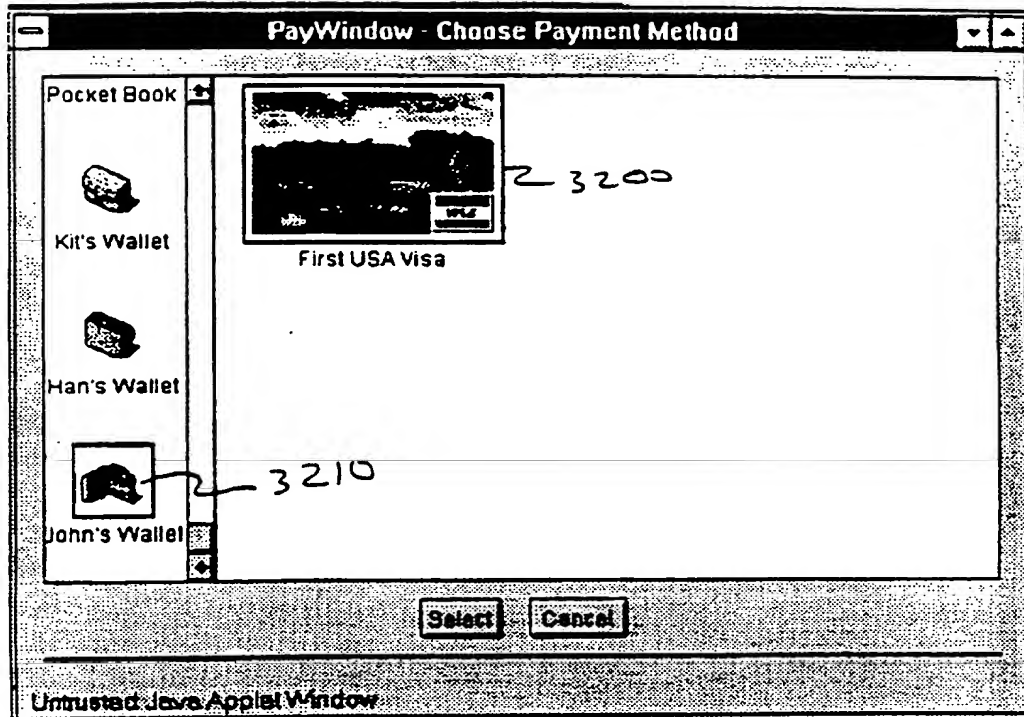 PayWindow - Choose Payment Method
Pocket Book
3200
Kit's Wallet
First USA Visa
Han's Wallet
3210
John's Wallet
Select
Cancel
Untrusted Java Applet Window